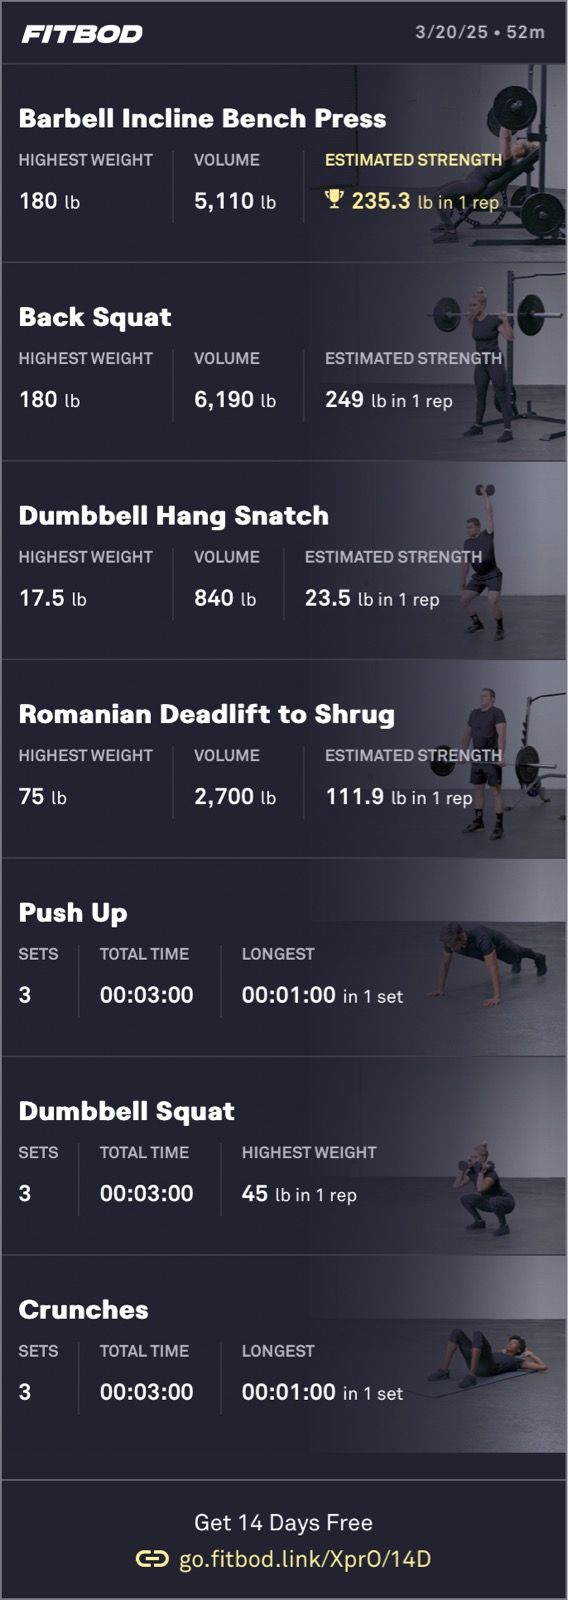 FITBOD
3/20/25 • 52m
Barbell Incline Bench Press
HIGHEST WEIGHT VOLUME ESTIMATED STRENGTH
180 lb 5,110 lb 235.3 lb in 1 rep
Back Squat
HIGHEST WEIGHT VOLUME ESTIMATED STRENGTH
180 lb 6,190 lb 249 lb in 1 rep
Dumbbell Hang Snatch
HIGHEST WEIGHT VOLUME ESTIMATED STRENGTH
17.5 lb 840 lb 23.5 lb in 1 rep
Romanian Deadlift to Shrug
HIGHEST WEIGHT VOLUME ESTIMATED STRENGTH
75 lb 2,700 lb 111.9 lb in 1 rep
Push Up
SETS TOTAL TIME LONGEST
3 00:03:00 00:01:00 in 1 set
Dumbbell Squat
SETS TOTAL TIME HIGHEST WEIGHT
3 00:03:00 45 lb in 1 rep
Crunches
SETS TOTAL TIME LONGEST
3 00:03:00 00:01:00 in 1 set
Get 14 Days Free
go.fitbod.link/XprO/14D